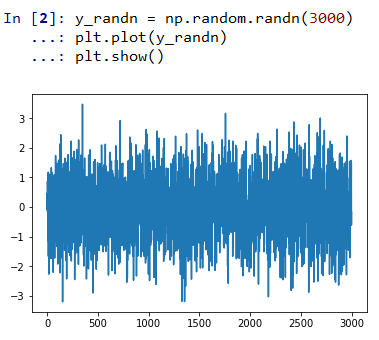 In [2]: y_randn = np.random.randn(3000)
...: plt.plot(y_randn)
...: plt.show()
3
2
1
0
−1
−2
−3
0 500 1000 1500 2000 2500 3000